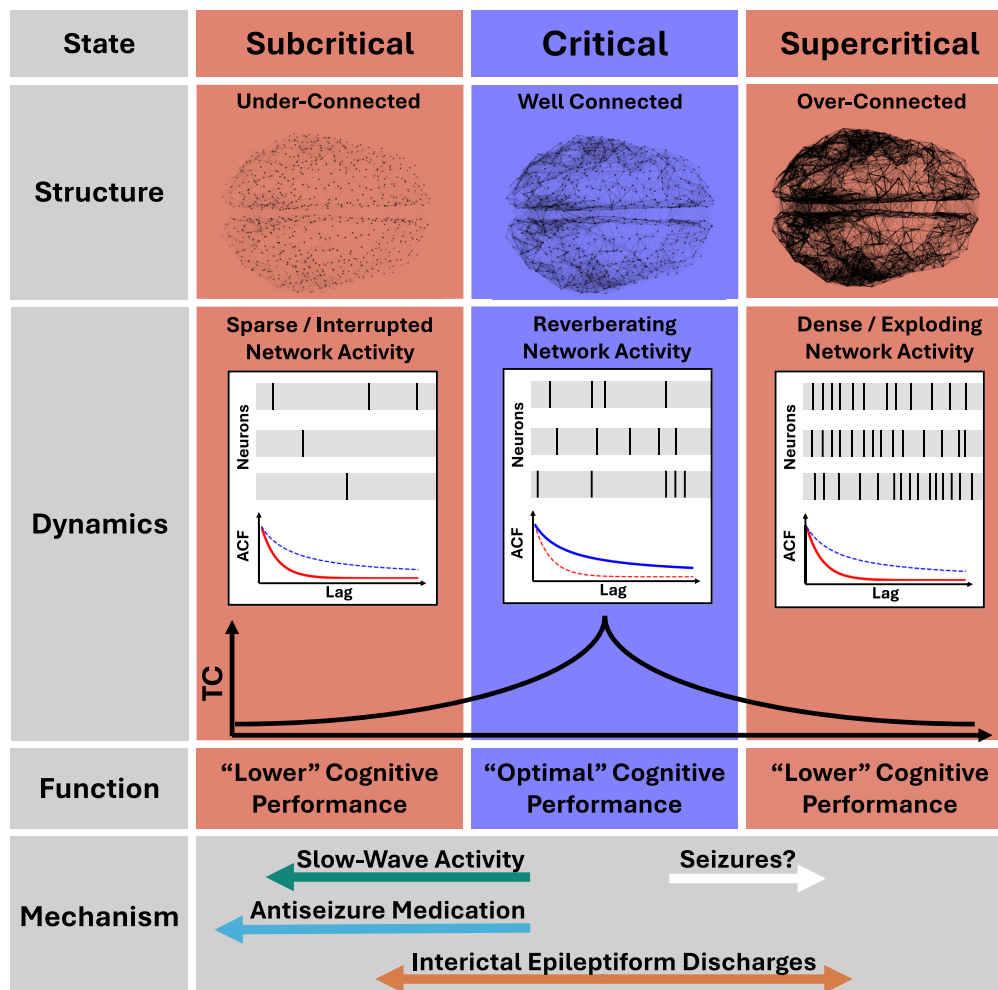 State
Subcritical
Critical
Supercritical
Structure
Under-Connected
Well Connected
Over-Connected
Dynamics
Sparse / Interrupted
Network Activity
Neurons
ACF
Lag
Reverberating
Network Activity
Neurons
ACF
Lag
Dense / Exploding
Network Activity
Neurons
ACF
Lag
TC
Function
“Lower” Cognitive
Performance
“Optimal” Cognitive
Performance
“Lower” Cognitive
Performance
Mechanism
Slow-Wave Activity
Seizures?
Antiseizure Medication
Interictal Epileptiform Discharges